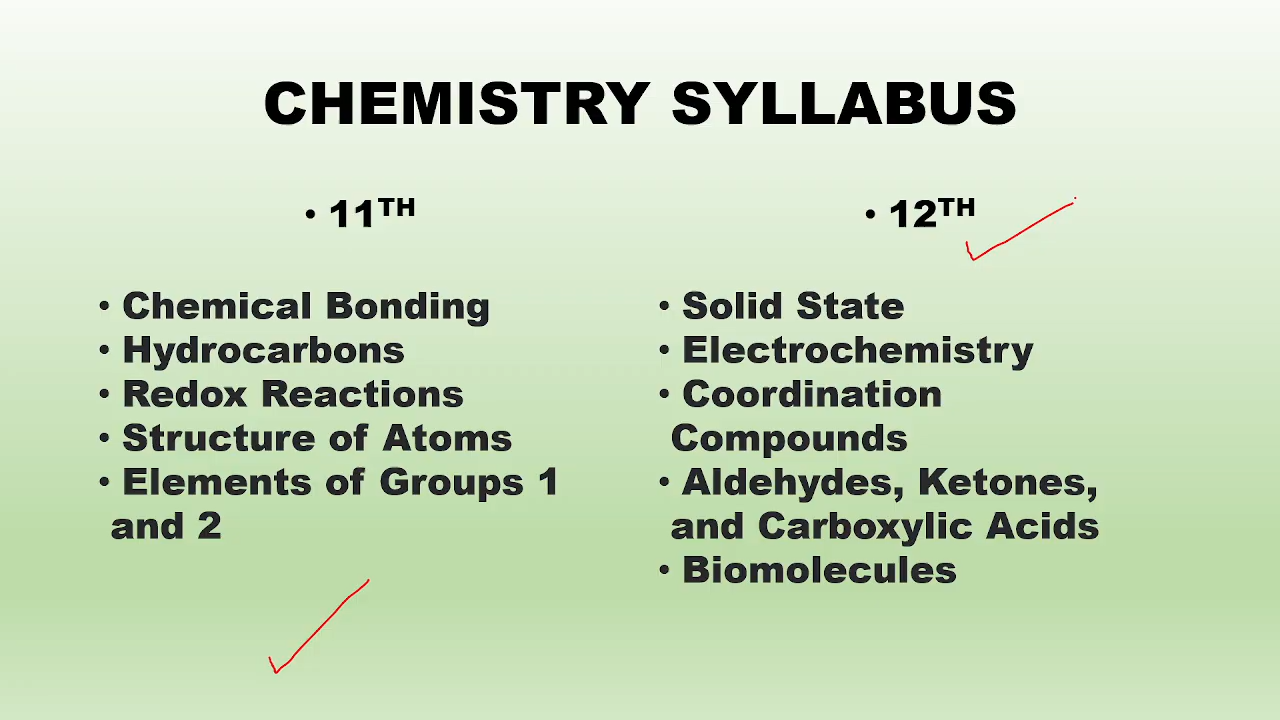 CHEMISTRY SYLLABUS
• 11TH
• Chemical Bonding
• Hydrocarbons
• Redox Reactions
• Structure of Atoms
• Elements of Groups 1
and 2
• 12TH
• Solid State
• Electrochemistry
• Coordination
Compounds
• Aldehydes, Ketones,
and Carboxylic Acids
• Biomolecules